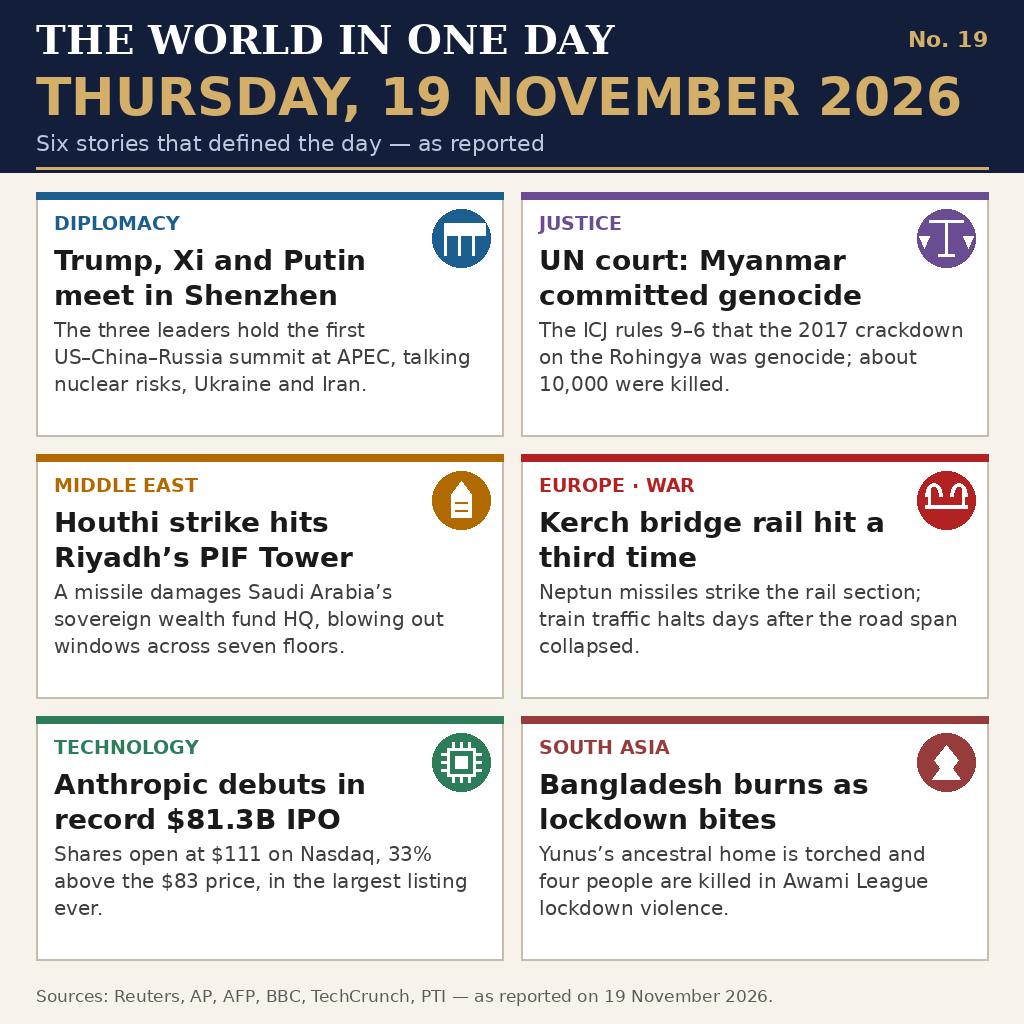 THE WORLD IN ONE DAY
No. 19
THURSDAY, 19 NOVEMBER 2026
Six stories that defined the day — as reported
DIPLOMACY
Trump, Xi and Putin
meet in Shenzhen
The three leaders hold the first
US–China–Russia summit at APEC, talking
nuclear risks, Ukraine and Iran.
JUSTICE
UN court: Myanmar
committed genocide
The ICJ rules 9–6 that the 2017 crackdown
on the Rohingya was genocide; about
10,000 were killed.
MIDDLE EAST
Houthi strike hits
Riyadh’s PIF Tower
A missile damages Saudi Arabia’s
sovereign wealth fund HQ, blowing out
windows across seven floors.
EUROPE · WAR
Kerch bridge rail hit a
third time
Neptun missiles strike the rail section;
train traffic halts days after the road span
collapsed.
TECHNOLOGY
Anthropic debuts in
record $81.3B IPO
Shares open at $111 on Nasdaq, 33%
above the $83 price, in the largest listing
ever.
SOUTH ASIA
Bangladesh burns as
lockdown bites
Yunus’s ancestral home is torched and
four people are killed in Awami League
lockdown violence.
Sources: Reuters, AP, AFP, BBC, TechCrunch, PTI — as reported on 19 November 2026.